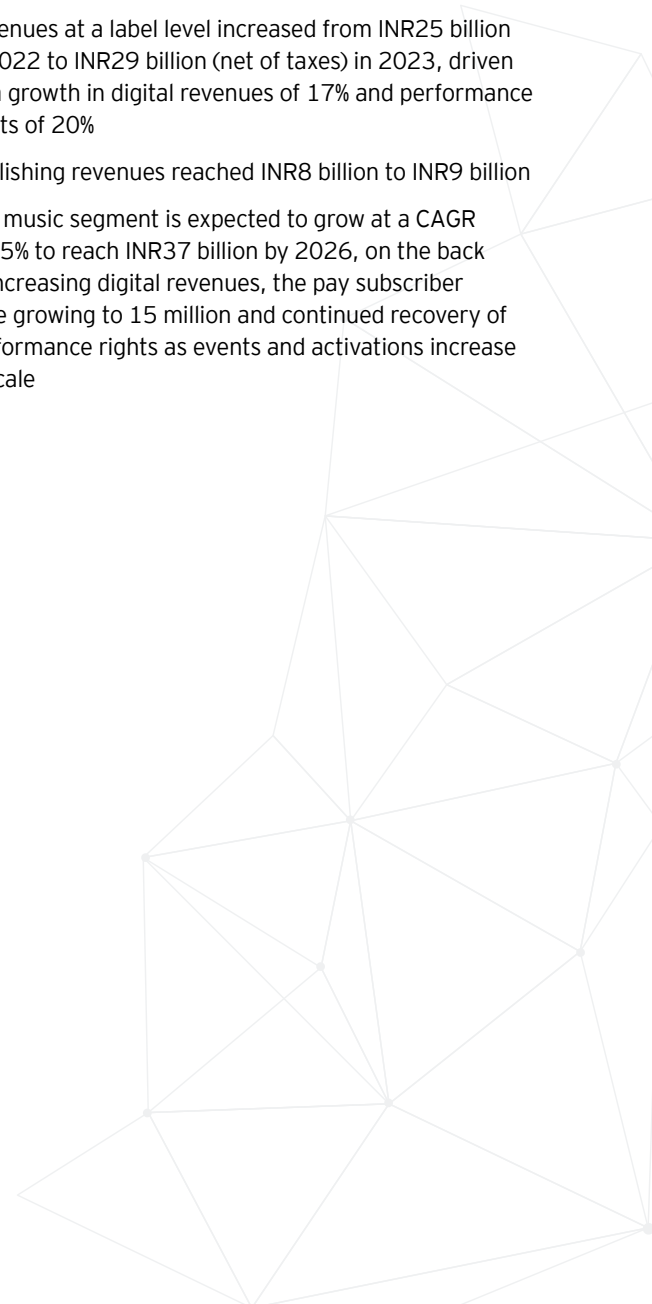 enues at a label level increased from INR25 billion
022 to INR29 billion (net of taxes) in 2023, driven
growth in digital revenues of 17% and performance
ts of 20%
lishing revenues reached INR8 billion to INR9 billion
music segment is expected to grow at a CAGR
5% to reach INR37 billion by 2026, on the back
ncreasing digital revenues, the pay subscriber
e growing to 15 million and continued recovery of
formance rights as events and activations increase
cale